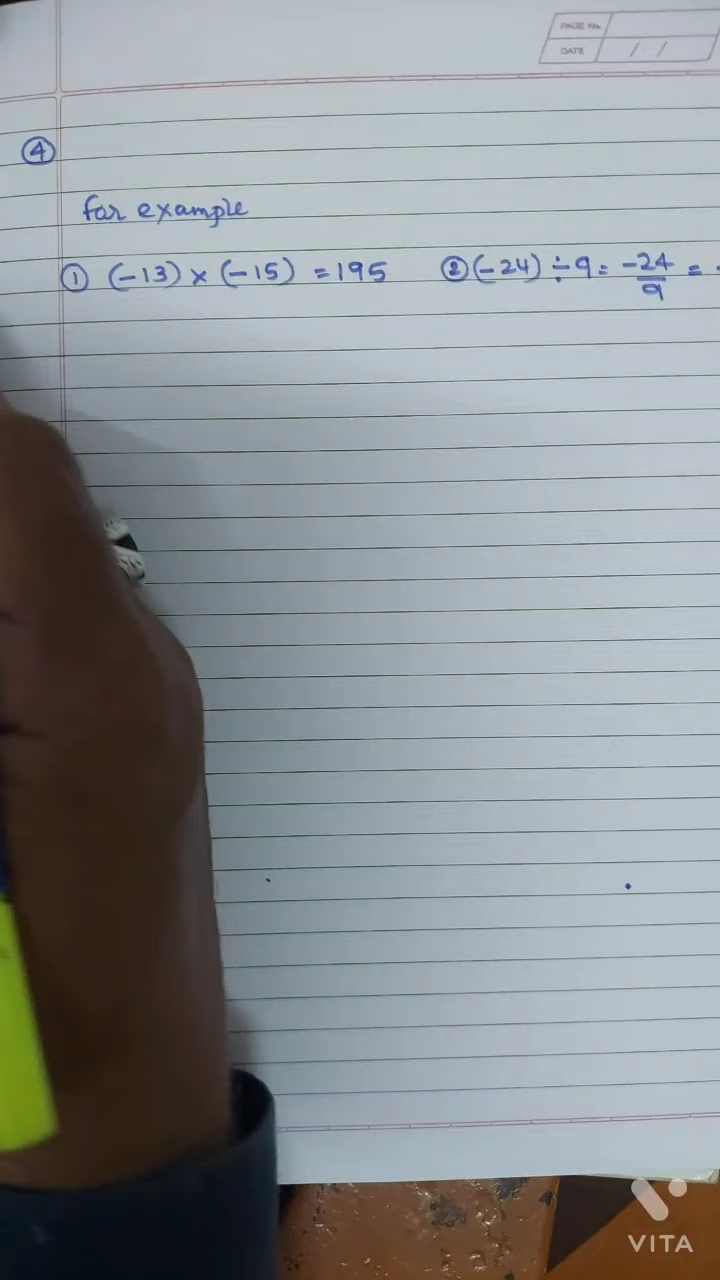 PAGE No.
DATE / /
④
for example
① (-13) × (-15) = 195 ② (-24) ÷ 9 = -24/9 =
VITA